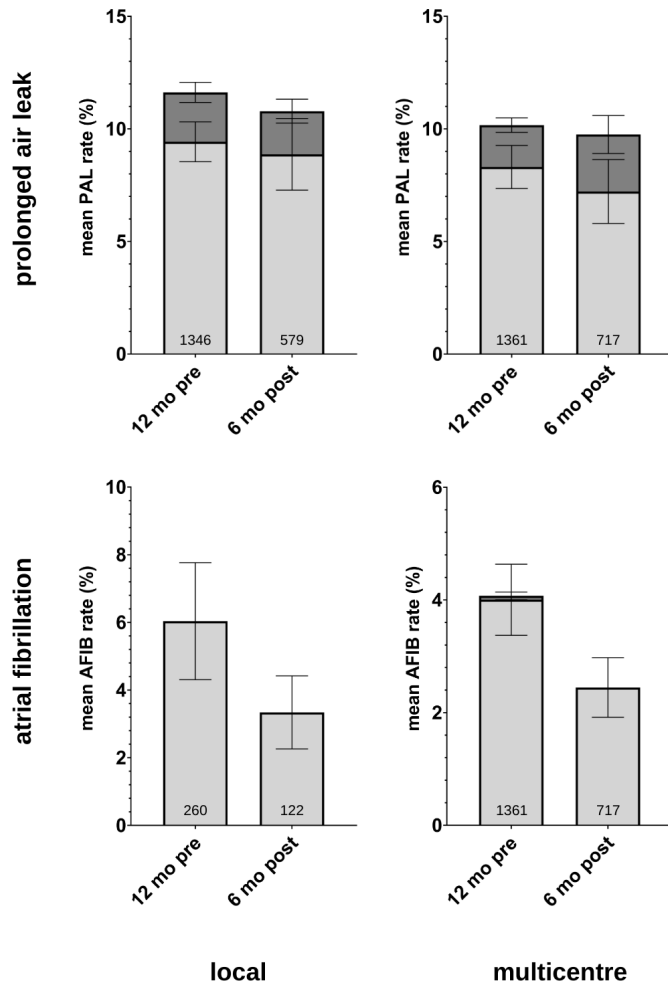 prolonged air leak
mean PAL rate (%)
15
10
5
0
1346
579
12 mo pre
6 mo post
mean PAL rate (%)
15
10
5
0
1361
717
12 mo pre
6 mo post
atrial fibrillation
mean AFIB rate (%)
10
8
6
4
2
0
260
122
12 mo pre
6 mo post
mean AFIB rate (%)
6
4
2
0
1361
717
12 mo pre
6 mo post
local
multicentre